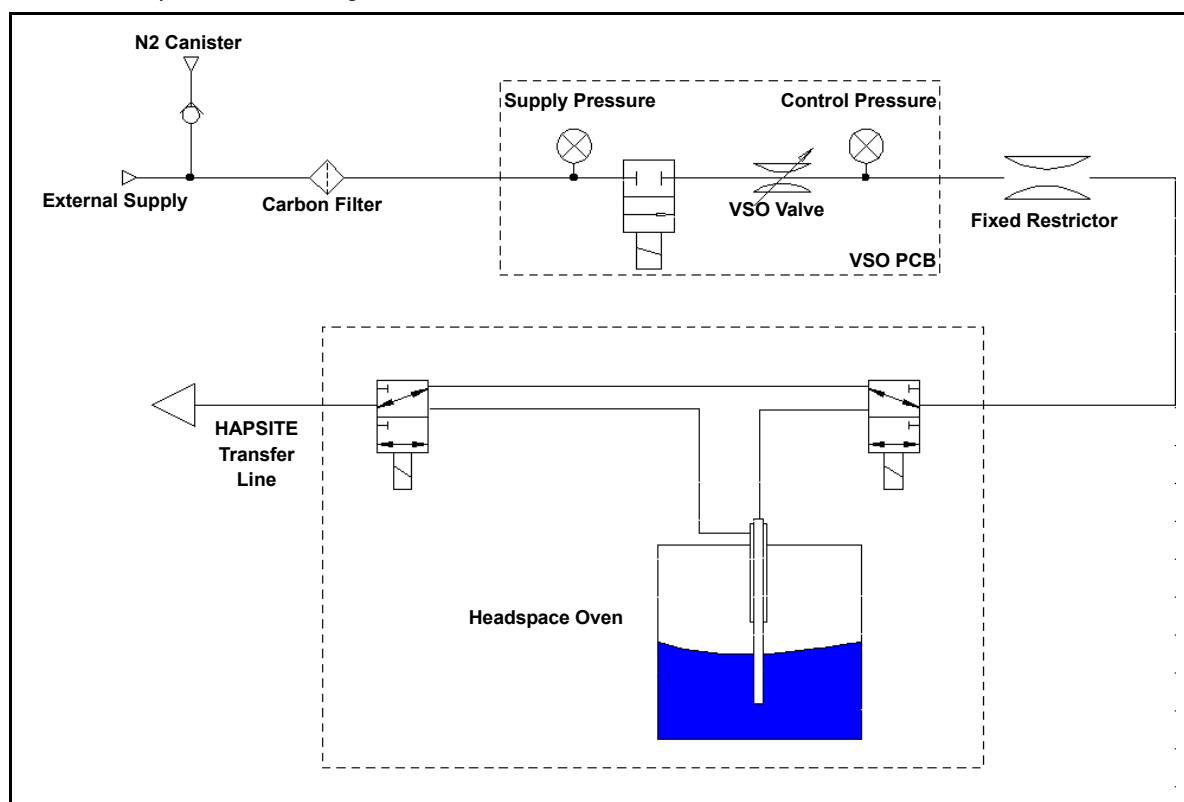 N2 Canister
Supply Pressure
Control Pressure
External Supply
Carbon Filter
VSO Valve
Fixed Restrictor
VSO PCB
HAPSITE
Transfer
Line
Headspace Oven